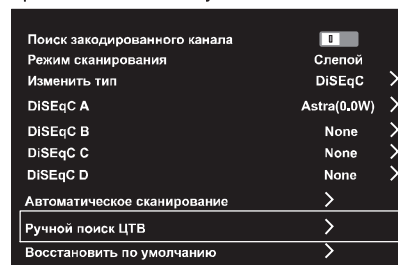 Поиск закодированного канала
Режим сканирования Слепой
Изменить тип DiSEqC >
DiSEqC A Astra(0.0W) >
DiSEqC B None >
DiSEqC C None >
DiSEqC D None >
Автоматическое сканирование >
Ручной поиск ЦТВ >
Восстановить по умолчанию >